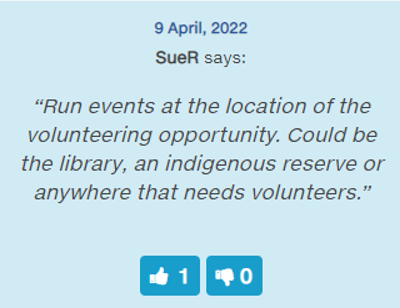 9 April, 2022
SueR says:
“Run events at the location of the
volunteering opportunity. Could be
the library, an indigenous reserve or
anywhere that needs volunteers.”
1 0